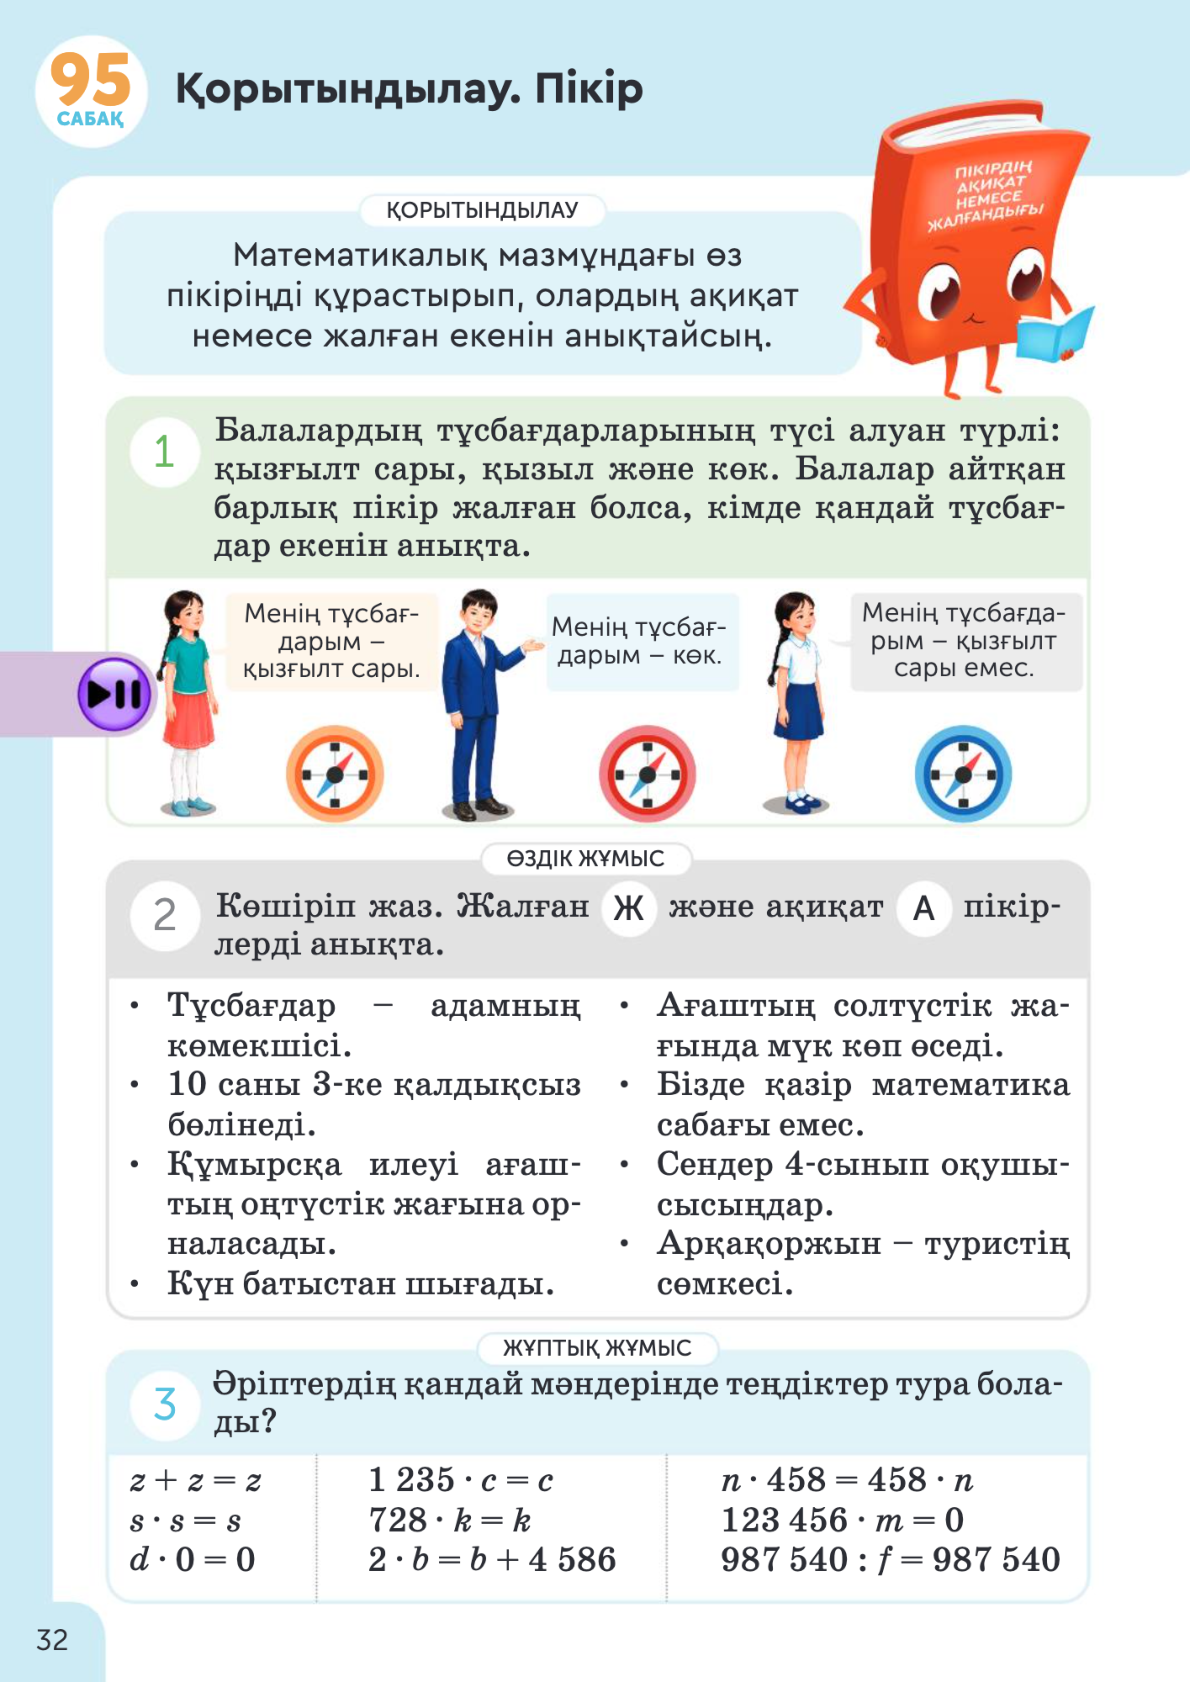 95
САБАҚ
Қорытындылау. Пікір
ПІКІРДІҢ
АҚИҚАТ
НЕМЕСЕ
ЖАЛҒАНДЫҒЫ
ҚОРЫТЫНДЫЛАУ
Математикалық мазмұндағы өз
пікіріңді құрастырып, олардың ақиқат
немесе жалған екенін анықтайсың.
1
Балалардың тұсбағдарларының түсі алуан түрлі:
қызғылт сары, қызыл және көк. Балалар айтқан
барлық пікір жалған болса, кімде қандай тұсбағ-
дар екенін анықта.
Менің тұсбағ-
дарым –
қызғылт сары.
Менің тұсбағ-
дарым – көк.
Менің тұсбағда-
рым – қызғылт
сары емес.
ӨЗДІК ЖҰМЫС
2
Көшіріп жаз. Жалған Ж және ақиқат А пікір-
лерді анықта.
• Тұсбағдар – адамның
көмекшісі.
• 10 саны 3-ке қалдықсыз
бөлінеді.
• Құмырсқа илеуі ағаш-
тың оңтүстік жағына ор-
наласады.
• Күн батыстан шығады.
• Ағаштың солтүстік жа-
ғында мүк көп өседі.
• Бізде қазір математика
сабағы емес.
• Сендер 4-сынып оқушы-
сысыңдар.
• Арқақоржын – туристің
сөмкесі.
ЖҰПТЫҚ ЖҰМЫС
3
Әріптердің қандай мәндерінде теңдіктер тура бола-
ды?
z + z = z
s · s = s
d · 0 = 0
1 235 · c = c
728 · k = k
2 · b = b + 4 586
n · 458 = 458 · n
123 456 · m = 0
987 540 : f = 987 540
32